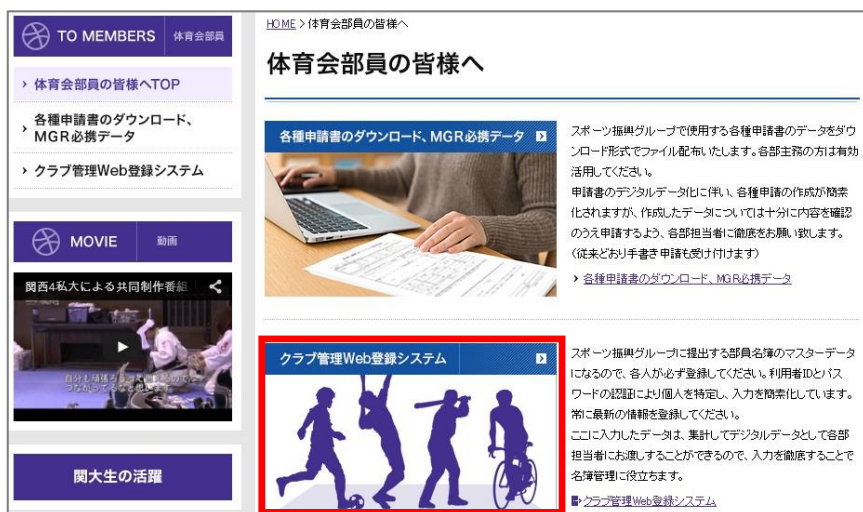 TO MEMBERS 体育会部員
› 体育会部員の皆様へTOP
› 各種申請書のダウンロード、
MGR必携データ
› クラブ管理Web登録システム
MOVIE 動画
関西4私大による共同制作番組
自分も頑張ろう
つながってるなと思
関大生の活躍
HOME > 体育会部員の皆様へ
体育会部員の皆様へ
各種申請書のダウンロード、MGR必携データ
スポーツ振興グループで使用する各種申請書のデータをダウ
ンロード形式でファイル配布いたします。各部主務の方は有効
活用してください。
申請書のデジタルデータ化に伴い、各種申請の作成が簡素
化されますが、作成したデータについては十分に内容を確認
のうえ申請するよう、各部担当者に徹底をお願い致します。
(従来どおり手書き申請も受け付けます)
› 各種申請書のダウンロード、MGR必携データ
クラブ管理Web登録システム
スポーツ振興グループに提出する部員名簿のマスターデータ
になるので、各人が必ず登録してください。利用者IDとパス
ワードの認証により個人を特定し、入力を簡素化しています。
常に最新の情報を登録してください。
ここに入力したデータは、集計してデジタルデータとして各部
担当者にお渡しすることができるので、入力を徹底することで
名簿管理に役立ちます。
クラブ管理Web登録システム